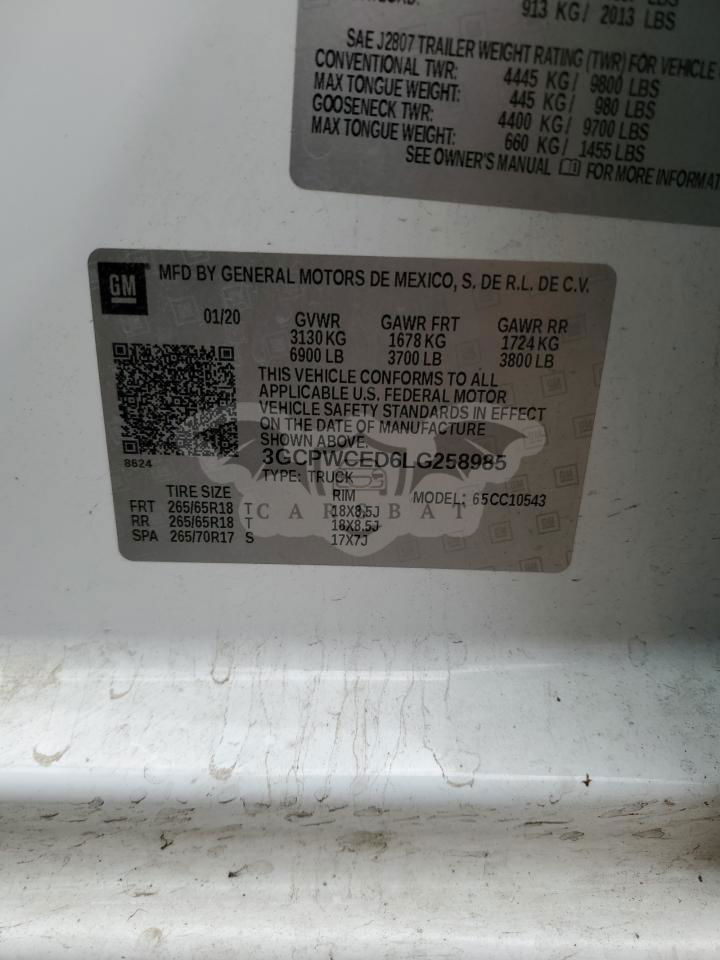 913 KG/ 2013 LBS
SAE J2807 TRAILER WEIGHT RATING (TWR) FOR VEHICLE
CONVENTIONAL TWR: 4445 KG/ 9800 LBS
MAX TONGUE WEIGHT: 445 KG/ 980 LBS
GOOSENECK TWR: 4400 KG/ 9700 LBS
MAX TONGUE WEIGHT: 660 KG/ 1455 LBS
SEE OWNER'S MANUAL FOR MORE INFORMAT
GM
MFD BY GENERAL MOTORS DE MEXICO, S. DE R.L. DE C.V.
01/20 GVWR GAWR FRT GAWR RR
3130 KG 1678 KG 1724 KG
6900 LB 3700 LB 3800 LB
THIS VEHICLE CONFORMS TO ALL
APPLICABLE U.S. FEDERAL MOTOR
VEHICLE SAFETY STANDARDS IN EFFECT
ON THE DATE OF MANUFACTURE
SHOWN ABOVE.
8624
3GCPWCED6LG258985
TYPE: TRUCK
TIRE SIZE RIM MODEL: 65CC10543
FRT 265/65R18 T 18X8.5J
RR 265/65R18 T 18X8.5J
SPA 265/70R17 S 17X7J